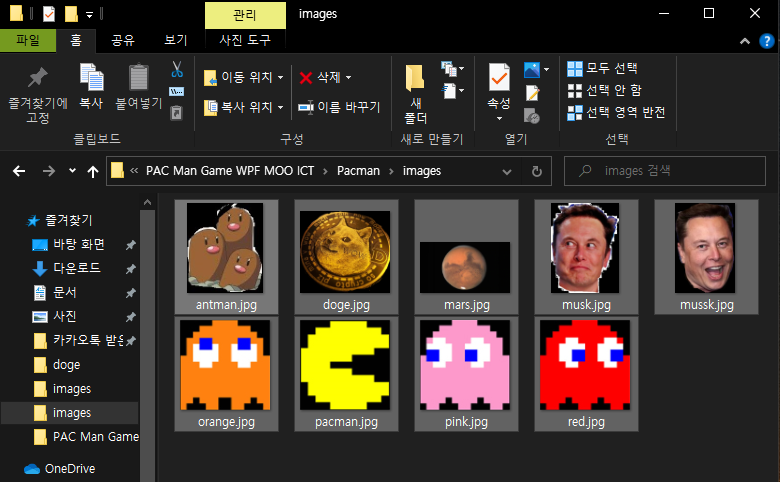 관리
images
파일
홈
공유
보기
사진 도구
즐겨찾기에
고정
복사
붙여넣기
클립보드
이동 위치
복사 위치
삭제
이름 바꾸기
구성
새
폴더
새로 만들기
속성
열기
모두 선택
선택 안 함
선택 영역 반전
선택
PAC Man Game WPF MOO ICT
Pacman
images
images 검색
즐겨찾기
바탕 화면
다운로드
문서
사진
카카오톡 받은
doge
images
images
PAC Man Game
OneDrive
antman.jpg
doge.jpg
mars.jpg
musk.jpg
mussk.jpg
orange.jpg
pacman.jpg
pink.jpg
red.jpg